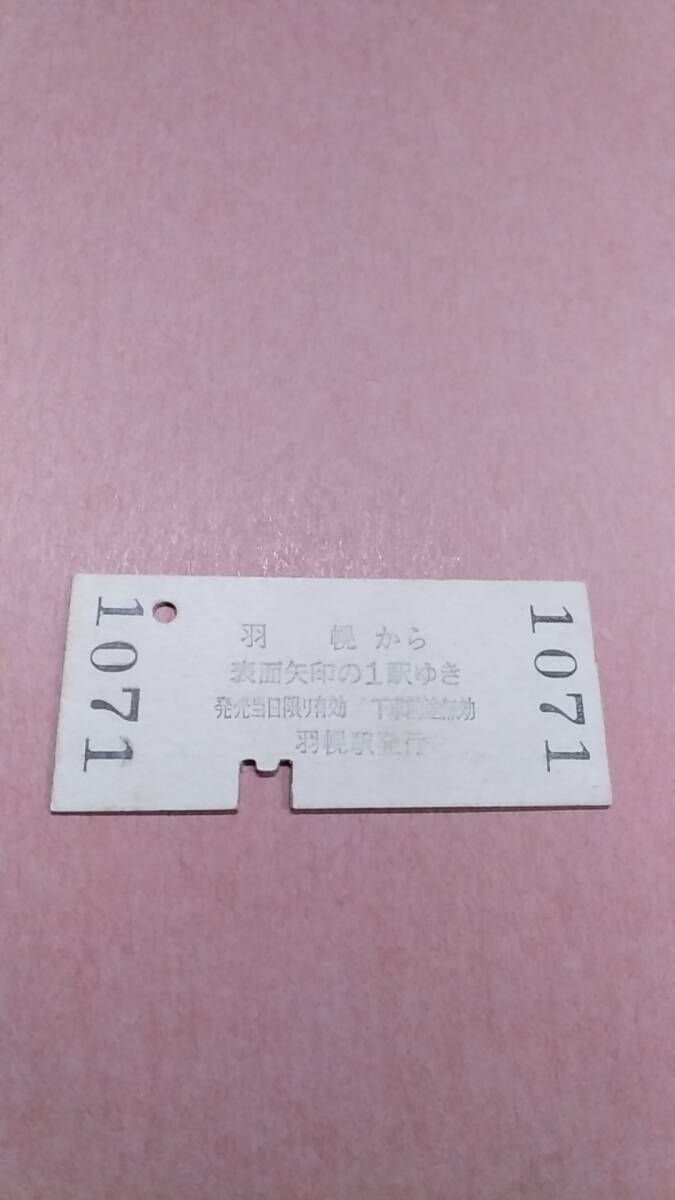 1071
羽 幌 から
表面矢印の1駅ゆき
発売当日限り有効 下車前途無効
羽幌駅発行
1071